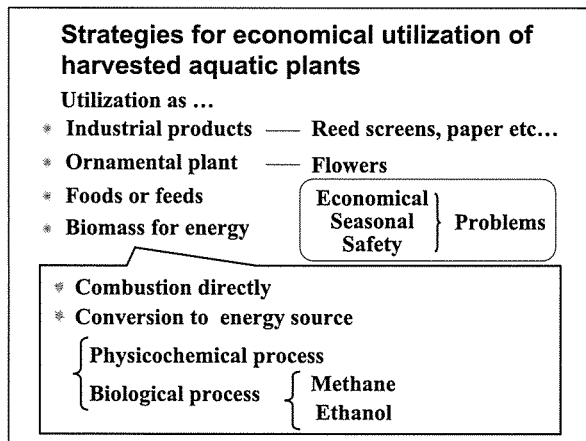 Strategies for economical utilization of
harvested aquatic plants
Utilization as …
* Industrial products — Reed screens, paper etc…
* Ornamental plant — Flowers
* Foods or feeds
* Biomass for energy
Economical
Seasonal
Safety
Problems
* Combustion directly
* Conversion to energy source
Physicochemical process
Biological process
Methane
Ethanol